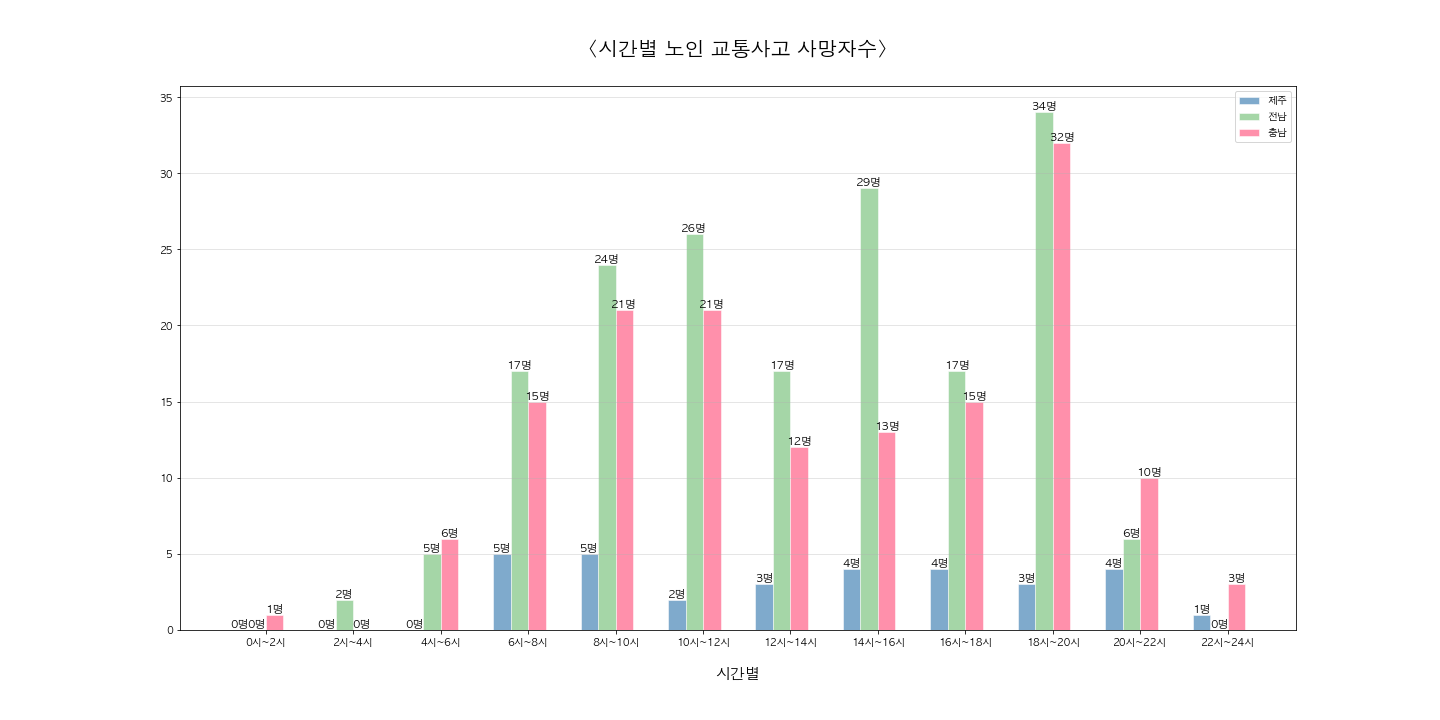 〈시간별 노인 교통사고 사망자수〉
35
30
25
20
15
10
5
0
제주
전남
충남
0명 0명 1명
0명 2명 0명
0명 5명 6명
5명 17명 15명
5명 24명 21명
2명 26명 21명
3명 17명 12명
4명 29명 13명
4명 17명 15명
3명 34명 32명
4명 6명 10명
1명 0명 3명
0시~2시 2시~4시 4시~6시 6시~8시 8시~10시 10시~12시 12시~14시 14시~16시 16시~18시 18시~20시 20시~22시 22시~24시
시간별